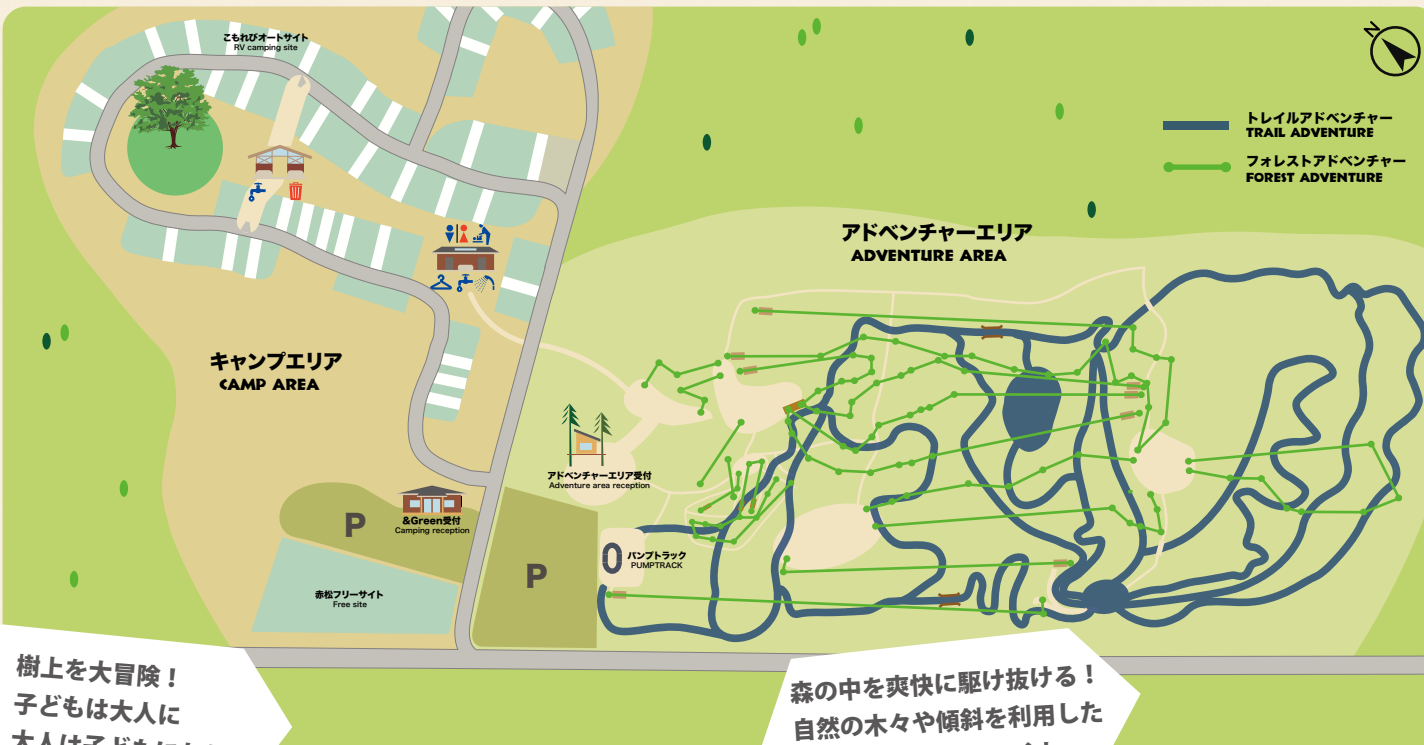 こもれびオートサイト
RV camping site
N
トレイルアドベンチャー
TRAIL ADVENTURE
フォレストアドベンチャー
FOREST ADVENTURE
アドベンチャーエリア
ADVENTURE AREA
キャンプエリア
CAMP AREA
アドベンチャーエリア受付
Adventure area reception
P
&Green受付
Camping reception
パンプトラック
PUMPTRACK
P
赤松フリーサイト
Free site
樹上を大冒険！
子どもは大人に
森の中を爽快に駆け抜ける！
自然の木々や傾斜を利用した